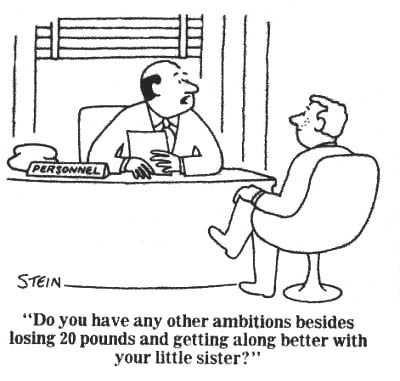 PERSONNEL
STEIN
"Do you have any other ambitions besides
losing 20 pounds and getting along better with
your little sister?"